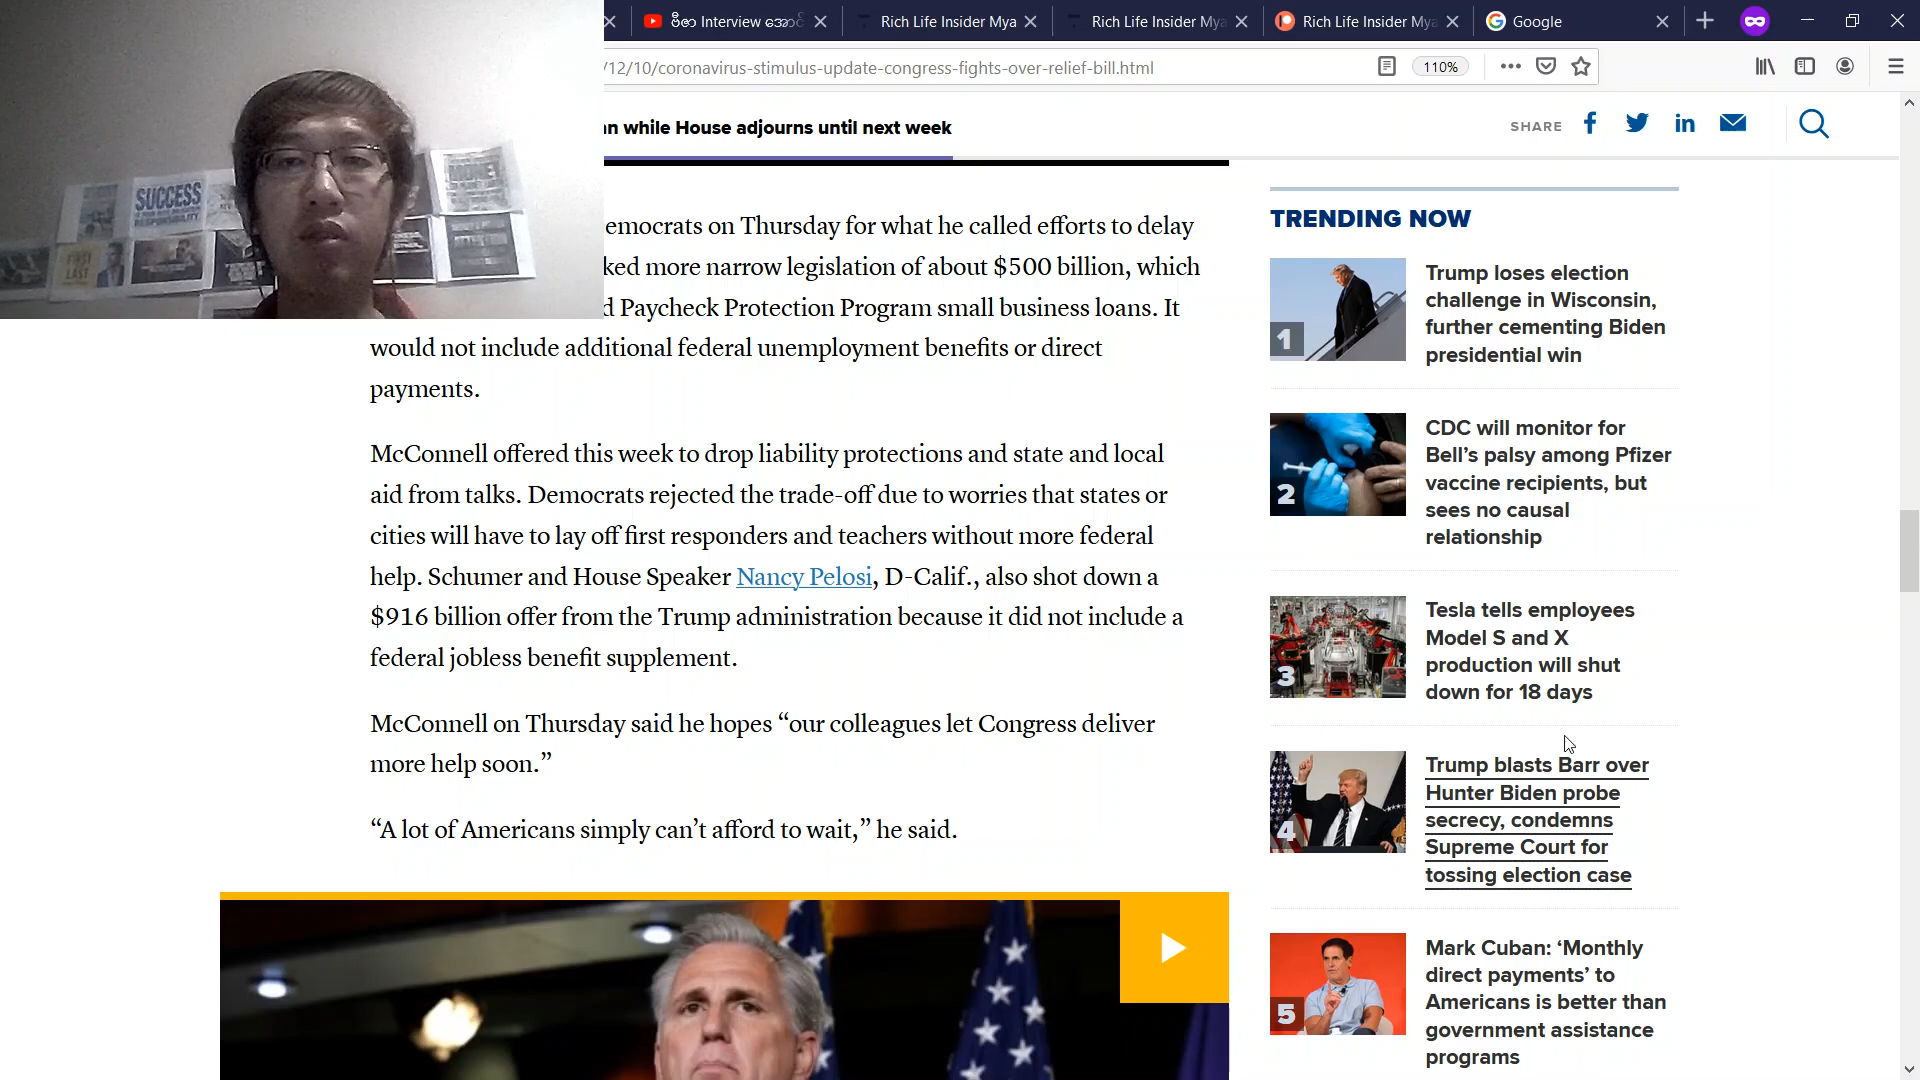 ဗီဇာ Interview အောင်
Rich Life Insider Mya
Rich Life Insider Mya
Rich Life Insider Mya
Google
/12/10/coronavirus-stimulus-update-congress-fights-over-relief-bill.html
110%
n while House adjourns until next week
SHARE
SUCCESS
RESPONSIBILITY
FIRST
LAST
emocrats on Thursday for what he called efforts to delay
ked more narrow legislation of about $500 billion, which
d Paycheck Protection Program small business loans. It
would not include additional federal unemployment benefits or direct
payments.
McConnell offered this week to drop liability protections and state and local
aid from talks. Democrats rejected the trade-off due to worries that states or
cities will have to lay off first responders and teachers without more federal
help. Schumer and House Speaker Nancy Pelosi, D-Calif., also shot down a
$916 billion offer from the Trump administration because it did not include a
federal jobless benefit supplement.
McConnell on Thursday said he hopes “our colleagues let Congress deliver
more help soon.”
“A lot of Americans simply can’t afford to wait,” he said.
TRENDING NOW
1
Trump loses election
challenge in Wisconsin,
further cementing Biden
presidential win
2
CDC will monitor for
Bell’s palsy among Pfizer
vaccine recipients, but
sees no causal
relationship
3
Tesla tells employees
Model S and X
production will shut
down for 18 days
4
Trump blasts Barr over
Hunter Biden probe
secrecy, condemns
Supreme Court for
tossing election case
5
Mark Cuban: ‘Monthly
direct payments’ to
Americans is better than
government assistance
programs